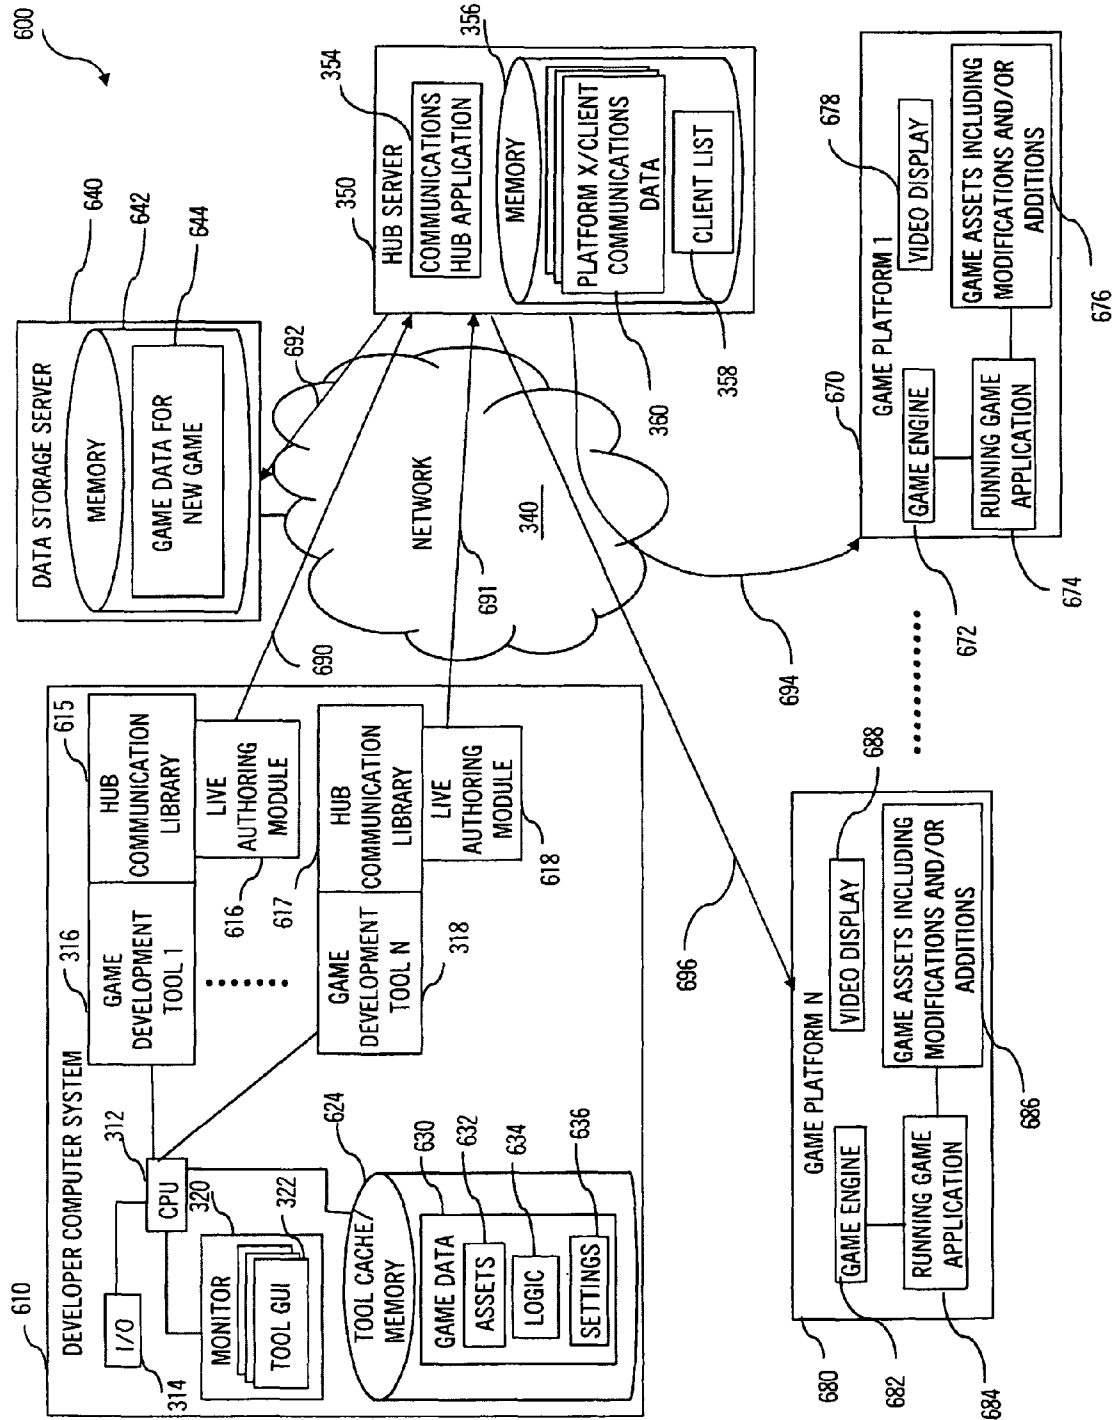 600
610
DEVELOPER COMPUTER SYSTEM
I/O
314
312
CPU
320
322
MONITOR
TOOL GUI
624
TOOL CACHE/
MEMORY
630
632
634
636
GAME DATA
ASSETS
LOGIC
SETTINGS
316
GAME
DEVELOPMENT
TOOL 1
615
HUB
COMMUNICATION
LIBRARY
LIVE
AUTHORING
MODULE
616
617
GAME
DEVELOPMENT
TOOL N
318
HUB
COMMUNICATION
LIBRARY
LIVE
AUTHORING
MODULE
618
DATA STORAGE SERVER
640
642
644
MEMORY
GAME DATA FOR
NEW GAME
690
691
692
NETWORK
340
350
HUB SERVER
354
COMMUNICATIONS
HUB APPLICATION
356
MEMORY
PLATFORM X/CLIENT
COMMUNICATIONS
DATA
360
CLIENT LIST
358
694
696
680
GAME PLATFORM N
GAME ENGINE
682
RUNNING GAME
APPLICATION
684
VIDEO DISPLAY
688
GAME ASSETS INCLUDING
MODIFICATIONS AND/OR
ADDITIONS
686
670
GAME PLATFORM 1
GAME ENGINE
672
RUNNING GAME
APPLICATION
674
VIDEO DISPLAY
678
GAME ASSETS INCLUDING
MODIFICATIONS AND/OR
ADDITIONS
676